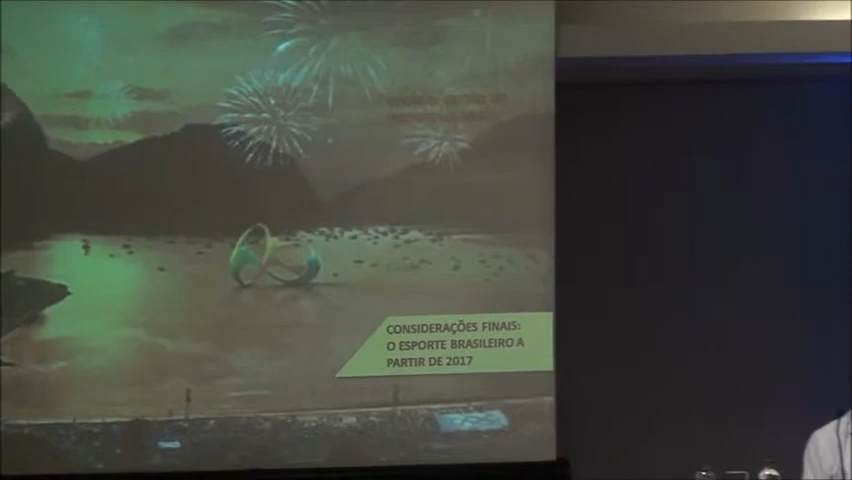 CONSIDERAÇÕES FINAIS:
O ESPORTE BRASILEIRO A
PARTIR DE 2017